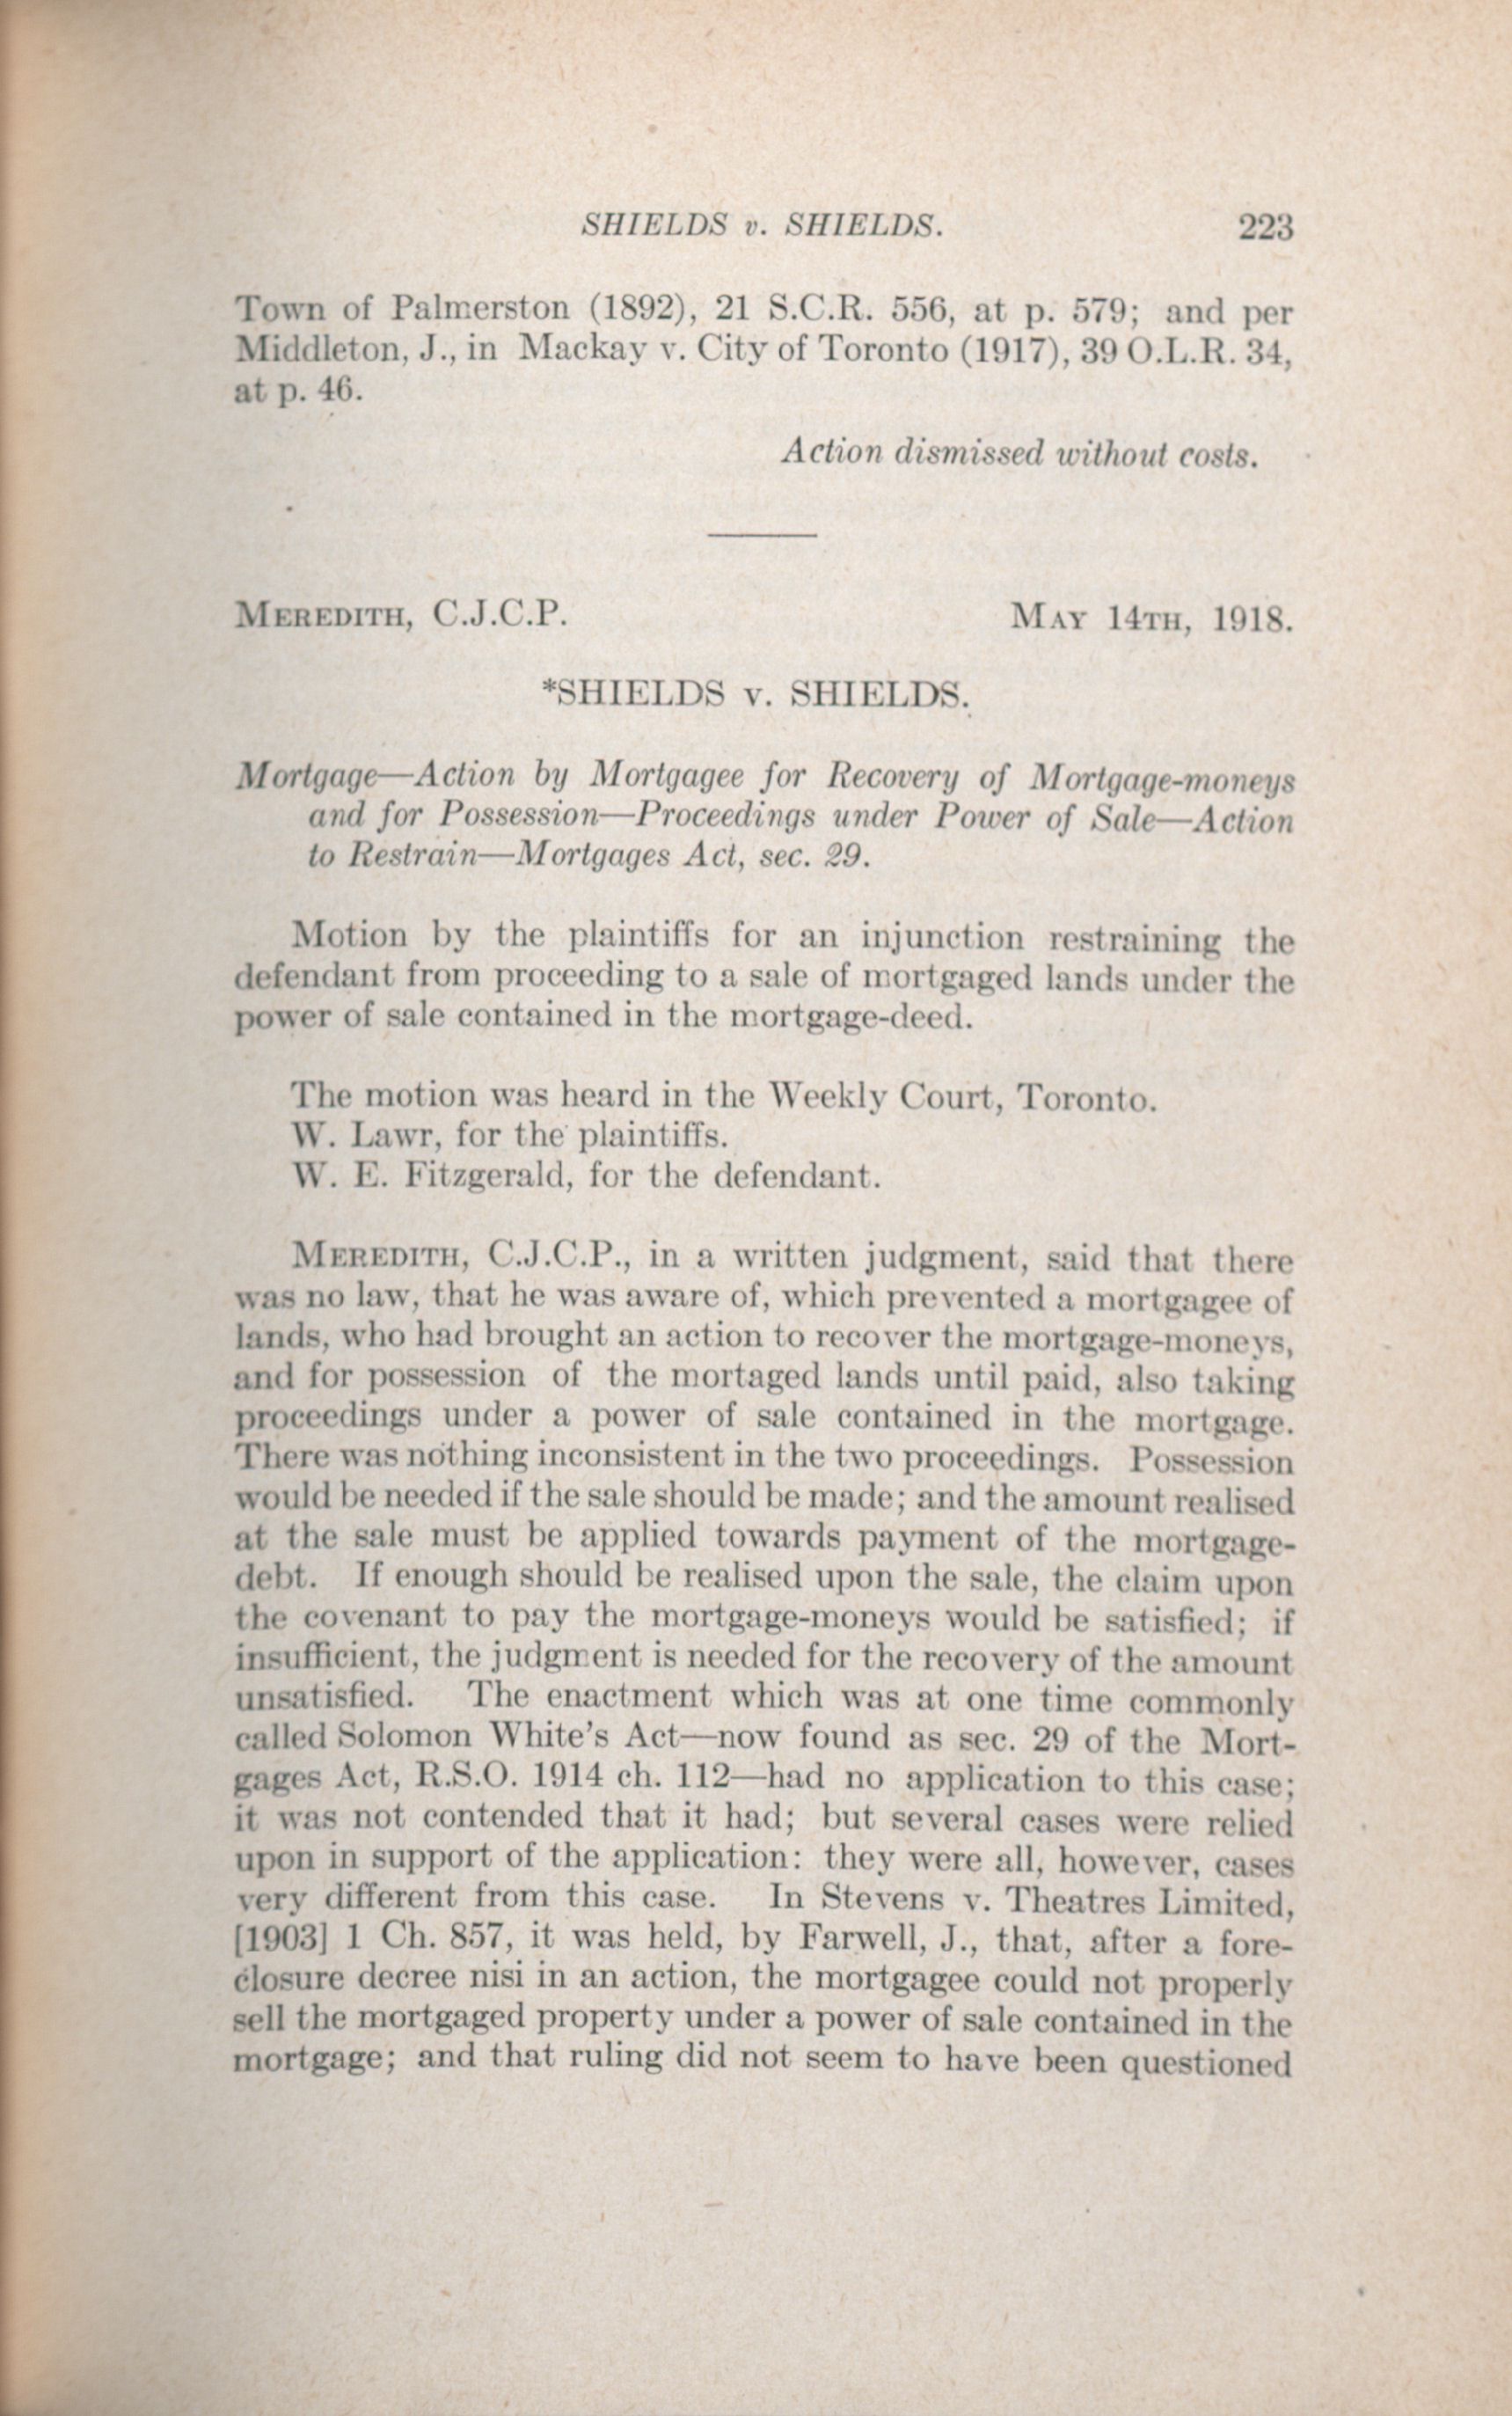 SHIELDS v. SHIELDS. 223
Town of Palmerston (1892), 21 S.C.R. 556, at p. 579; and per
Middleton, J., in Mackay v. City of Toronto (1917), 39 O.L.R. 34,
at p. 46.
Action dismissed without costs.
MEREDITH, C.J.C.P. MAY 14TH, 1918.
*SHIELDS v. SHIELDS.
Mortgage—Action by Mortgagee for Recovery of Mortgage-moneys
and for Possession—Proceedings under Power of Sale—Action
to Restrain—Mortgages Act, sec. 29.
Motion by the plaintiffs for an injunction restraining the
defendant from proceeding to a sale of mortgaged lands under the
power of sale contained in the mortgage-deed.
The motion was heard in the Weekly Court, Toronto.
W. Lawr, for the plaintiffs.
W. E. Fitzgerald, for the defendant.
MEREDITH, C.J.C.P., in a written judgment, said that there
was no law, that he was aware of, which prevented a mortgagee of
lands, who had brought an action to recover the mortgage-moneys,
and for possession of the mortaged lands until paid, also taking
proceedings under a power of sale contained in the mortgage.
There was nothing inconsistent in the two proceedings. Possession
would be needed if the sale should be made; and the amount realised
at the sale must be applied towards payment of the mortgage-
debt. If enough should be realised upon the sale, the claim upon
the covenant to pay the mortgage-moneys would be satisfied; if
insufficient, the judgment is needed for the recovery of the amount
unsatisfied. The enactment which was at one time commonly
called Solomon White's Act—now found as sec. 29 of the Mort-
gages Act, R.S.O. 1914 ch. 112—had no application to this case;
it was not contended that it had; but several cases were relied
upon in support of the application: they were all, however, cases
very different from this case. In Stevens v. Theatres Limited,
[1903] 1 Ch. 857, it was held, by Farwell, J., that, after a fore-
closure decree nisi in an action, the mortgagee could not properly
sell the mortgaged property under a power of sale contained in the
mortgage; and that ruling did not seem to have been questioned